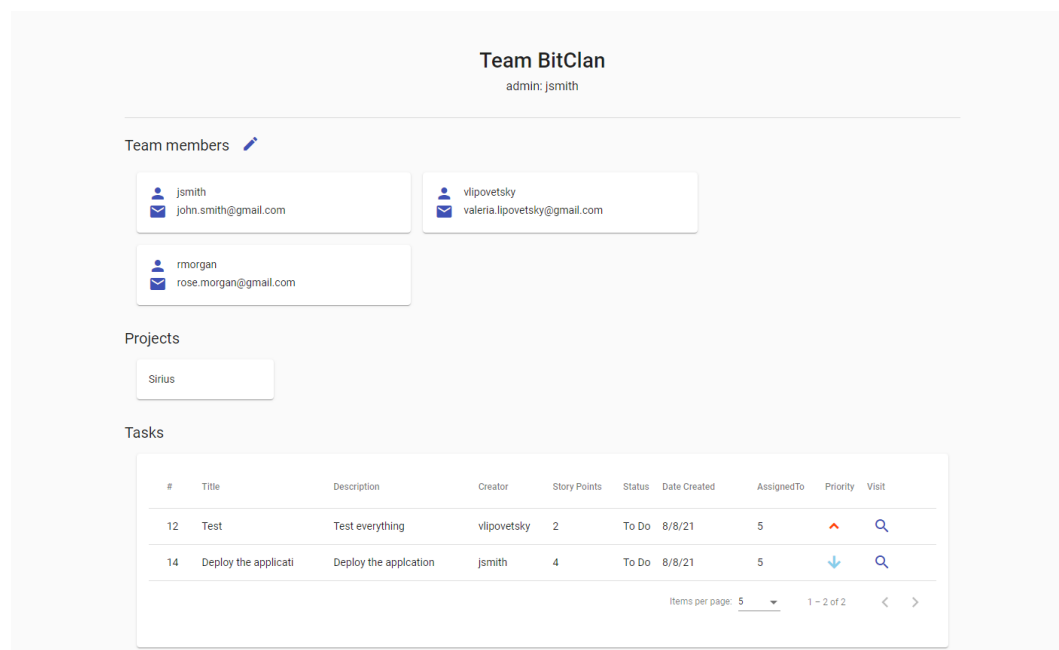 Team BitClan
admin: jsmith
Team members
jsmith
john.smith@gmail.com
vlipovetsky
valeria.lipovetsky@gmail.com
rmorgan
rose.morgan@gmail.com
Projects
Sirius
Tasks
# Title Description Creator Story Points Status Date Created AssignedTo Priority Visit
12 Test Test everything vlipovetsky 2 To Do 8/8/21 5
14 Deploy the applicati Deploy the applcation jsmith 4 To Do 8/8/21 5
Items per page: 5 1 – 2 of 2